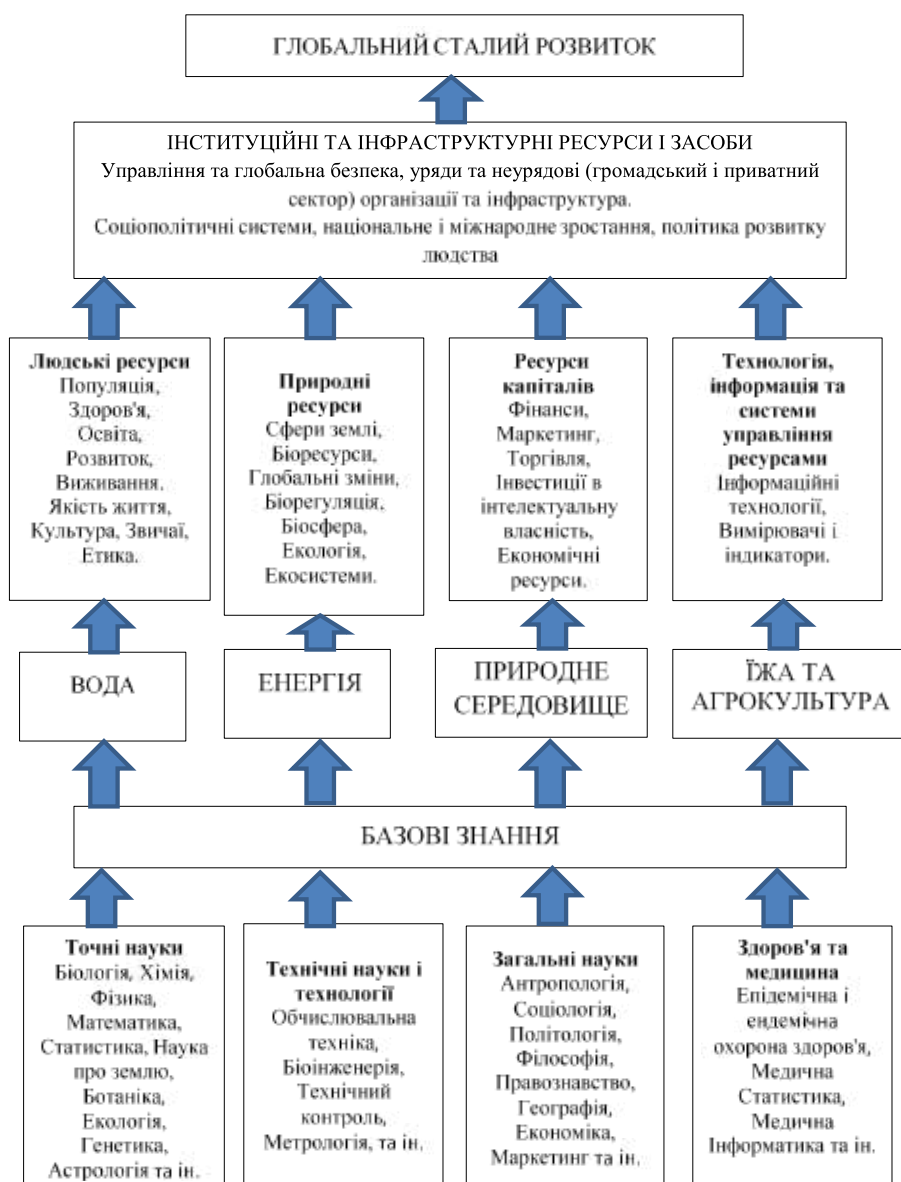 ГЛОБАЛЬНИЙ СТАЛИЙ РОЗВИТОК
ІНСТИТУЦІЙНІ ТА ІНФРАСТРУКТУРНІ РЕСУРСИ І ЗАСОБИ
Управління та глобальна безпека, уряди та неурядові (громадський і приватний
сектор) організації та інфраструктура.
Соціополітичні системи, національне і міжнародне зростання, політика розвитку
людства
Людські ресурси
Популяція,
Здоров'я,
Освіта,
Розвиток,
Виживання,
Якість життя,
Культура, Звичаї,
Етика.
Природні
ресурси
Сфери землі,
Біоресурси,
Глобальні зміни,
Біорегуляція,
Біосфера,
Екологія,
Екосистеми.
Ресурси
капіталів
Фінанси,
Маркетинг,
Торгівля,
Інвестиції в
інтелектуальну
власність,
Економічні
ресурси.
Технологія,
інформація та
системи
управління
ресурсами
Інформаційні
технології,
Вимірювачі і
індикатори.
ВОДА
ЕНЕРГІЯ
ПРИРОДНЕ
СЕРЕДОВИЩЕ
ЇЖА ТА
АГРОКУЛЬТУРА
БАЗОВІ ЗНАННЯ
Точні науки
Біологія, Хімія,
Фізика,
Математика,
Статистика, Наука
про землю,
Ботаніка,
Екологія,
Генетика,
Астрологія та ін.
Технічні науки і
технології
Обчислювальна
техніка,
Біоінженерія,
Технічний
контроль,
Метрологія, та ін.
Загальні науки
Антропологія,
Соціологія,
Політологія,
Філософія,
Правознавство,
Географія,
Економіка,
Маркетинг та ін.
Здоров'я та
медицина
Епідемічна і
ендемічна
охорона здоров'я,
Медична
Статистика,
Медична
Інформатика та ін.